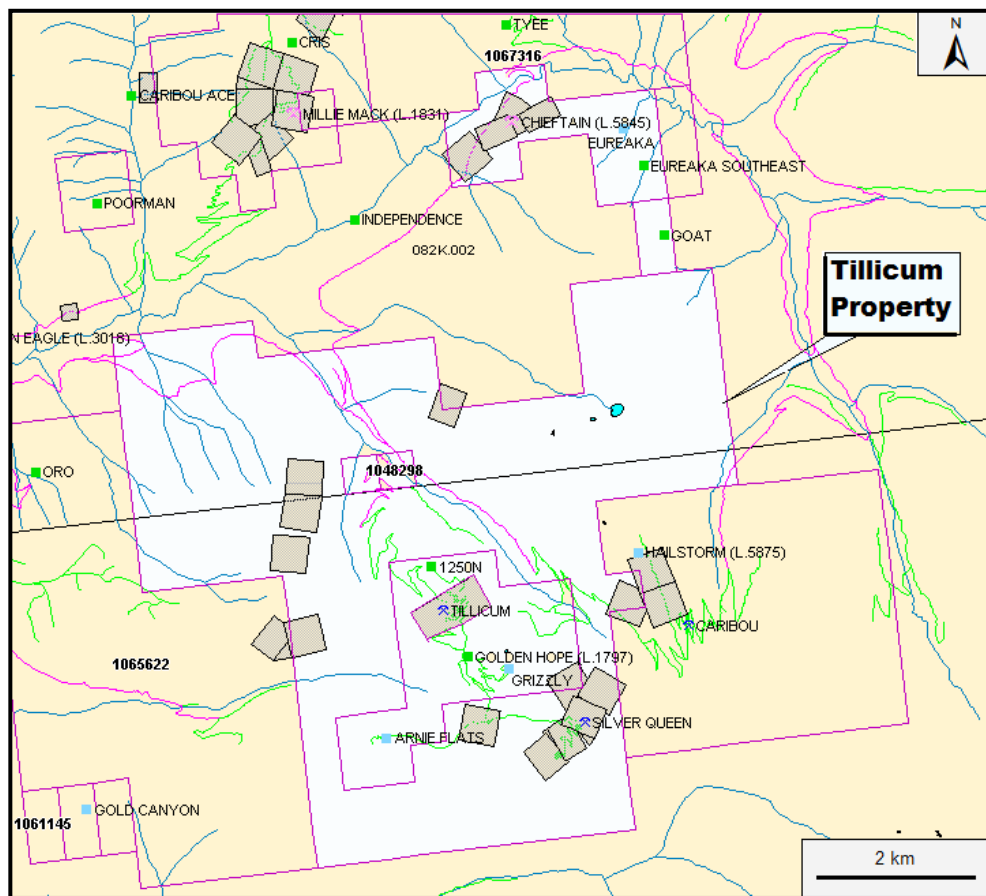 TYEE
N
CRIS
1067316
CARIBOU ACE
MILLIE MACK (L.1831)
CHIEFTAIN (L.5845)
EUREAKA
EUREAKA SOUTHEAST
POORMAN
INDEPENDENCE
GOAT
082K.002
Tillicum
Property
N EAGLE (L.3018)
1048298
ORO
HAILSTORM (L.5875)
1250N
TILLICUM
CARIBOU
GOLDEN HOPE (L.1797)
1065622
GRIZZLY
SILVER QUEEN
ARNIE FLATS
GOLD CANYON
1061145
2 km